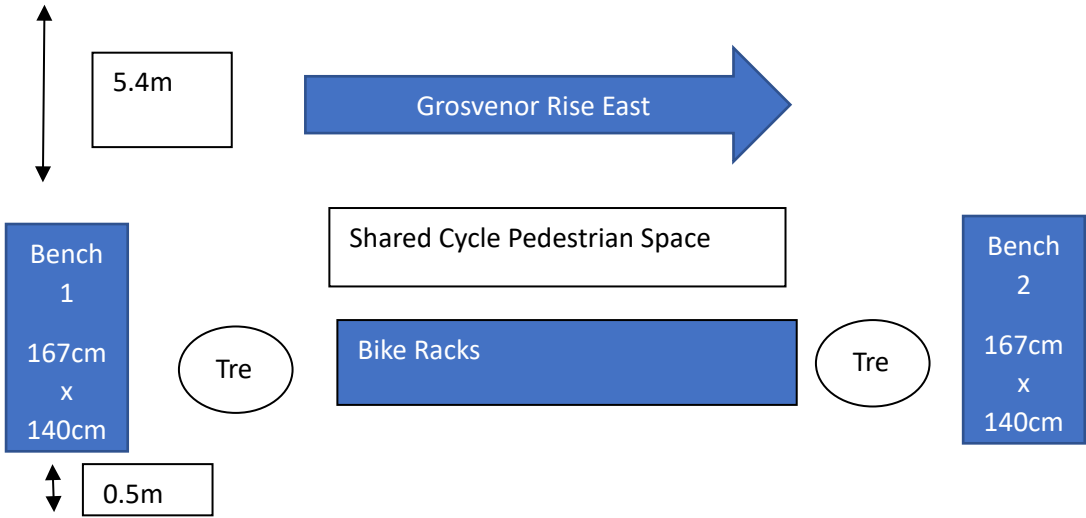 5.4m
Grosvenor Rise East
Shared Cycle Pedestrian Space
Bench
1
167cm
x
140cm
Tre
Bike Racks
Tre
Bench
2
167cm
x
140cm
0.5m